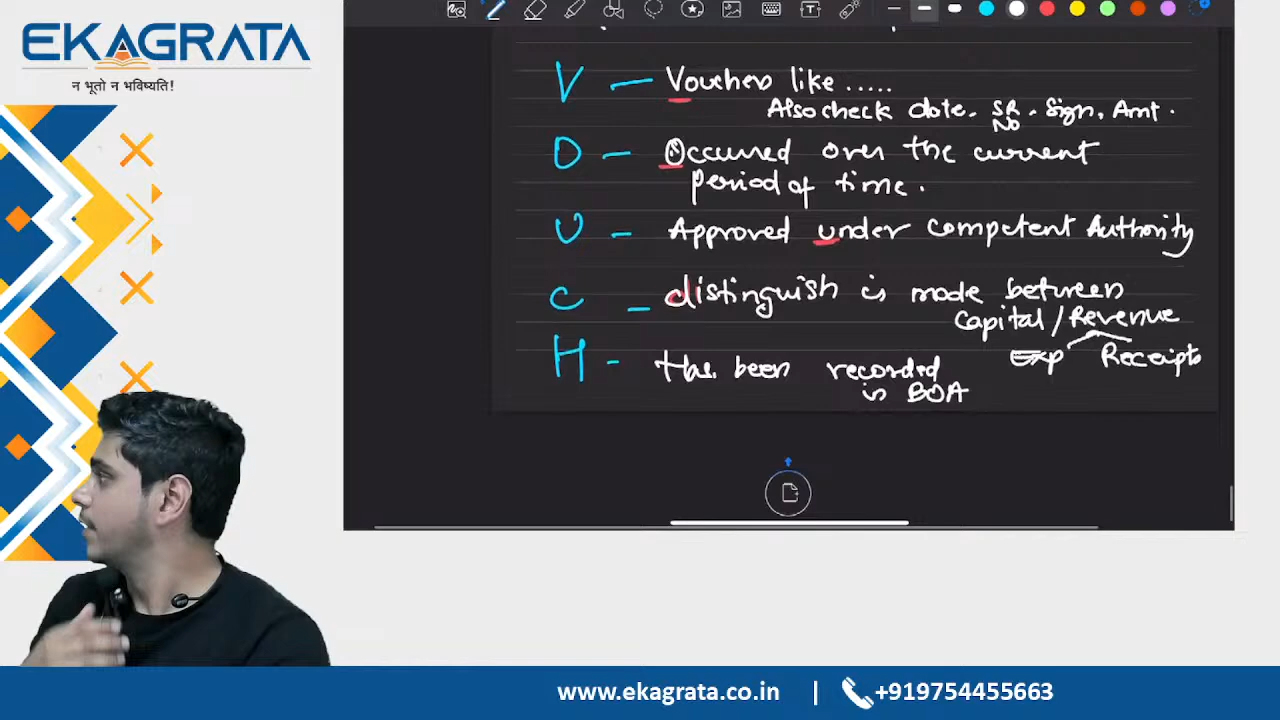 EKAGRATA
न भूतो न भविष्यति!
V — Vouchers like .....
Also check date. SR No. Sign. Amt.
O — Occurred over the current
period of time.
U — Approved under competent Authority
C — distinguish is made between
Capital / Revenue
Exp Receipts
H - Has been recorded
in BOA
www.ekagrata.co.in | +919754455663